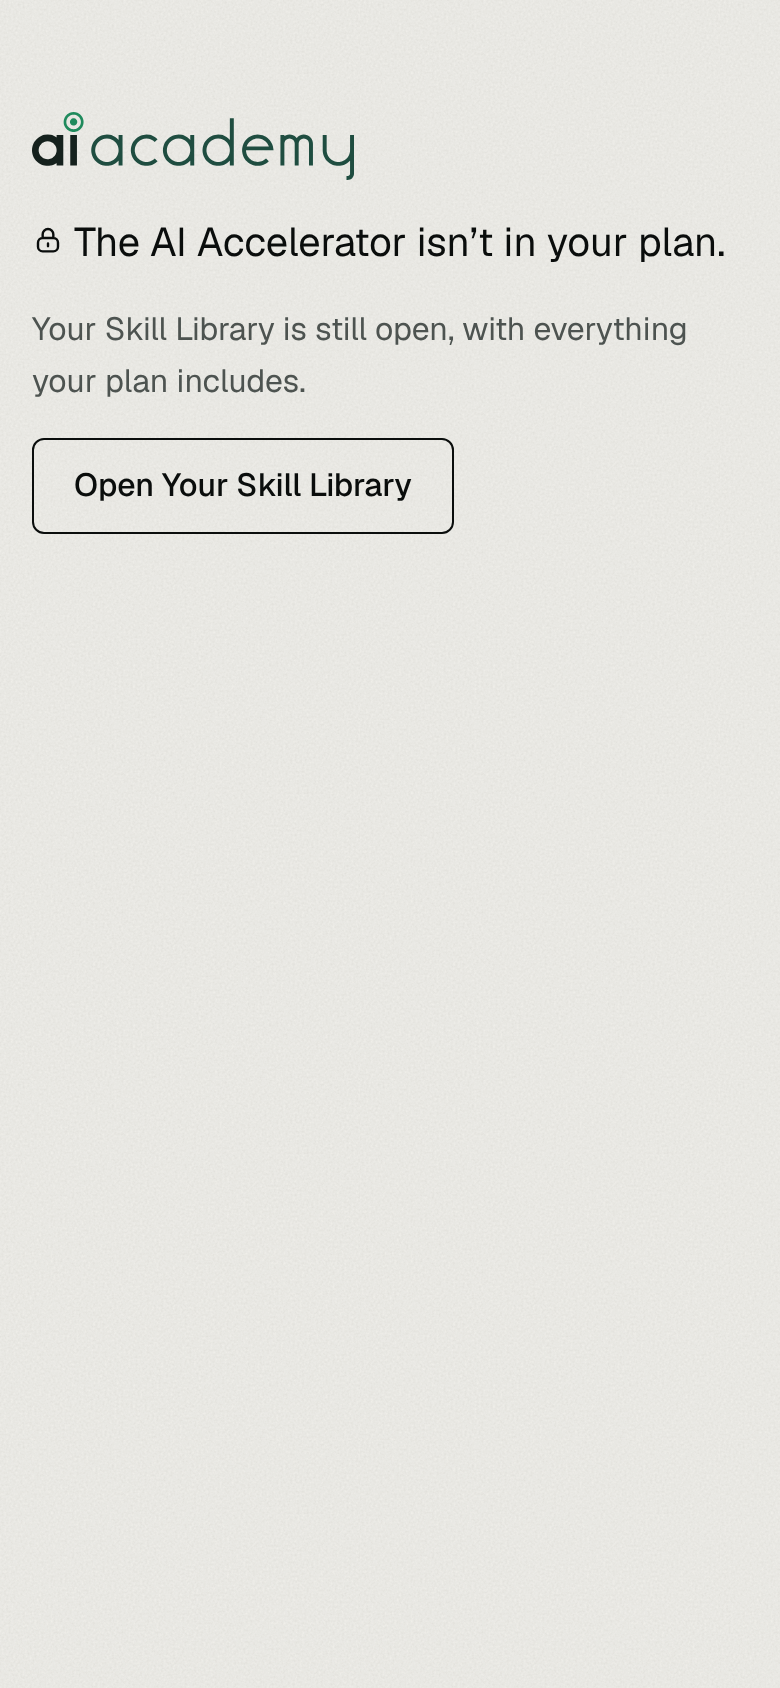 ai academy
The AI Accelerator isn’t in your plan.
Your Skill Library is still open, with everything
your plan includes.
Open Your Skill Library